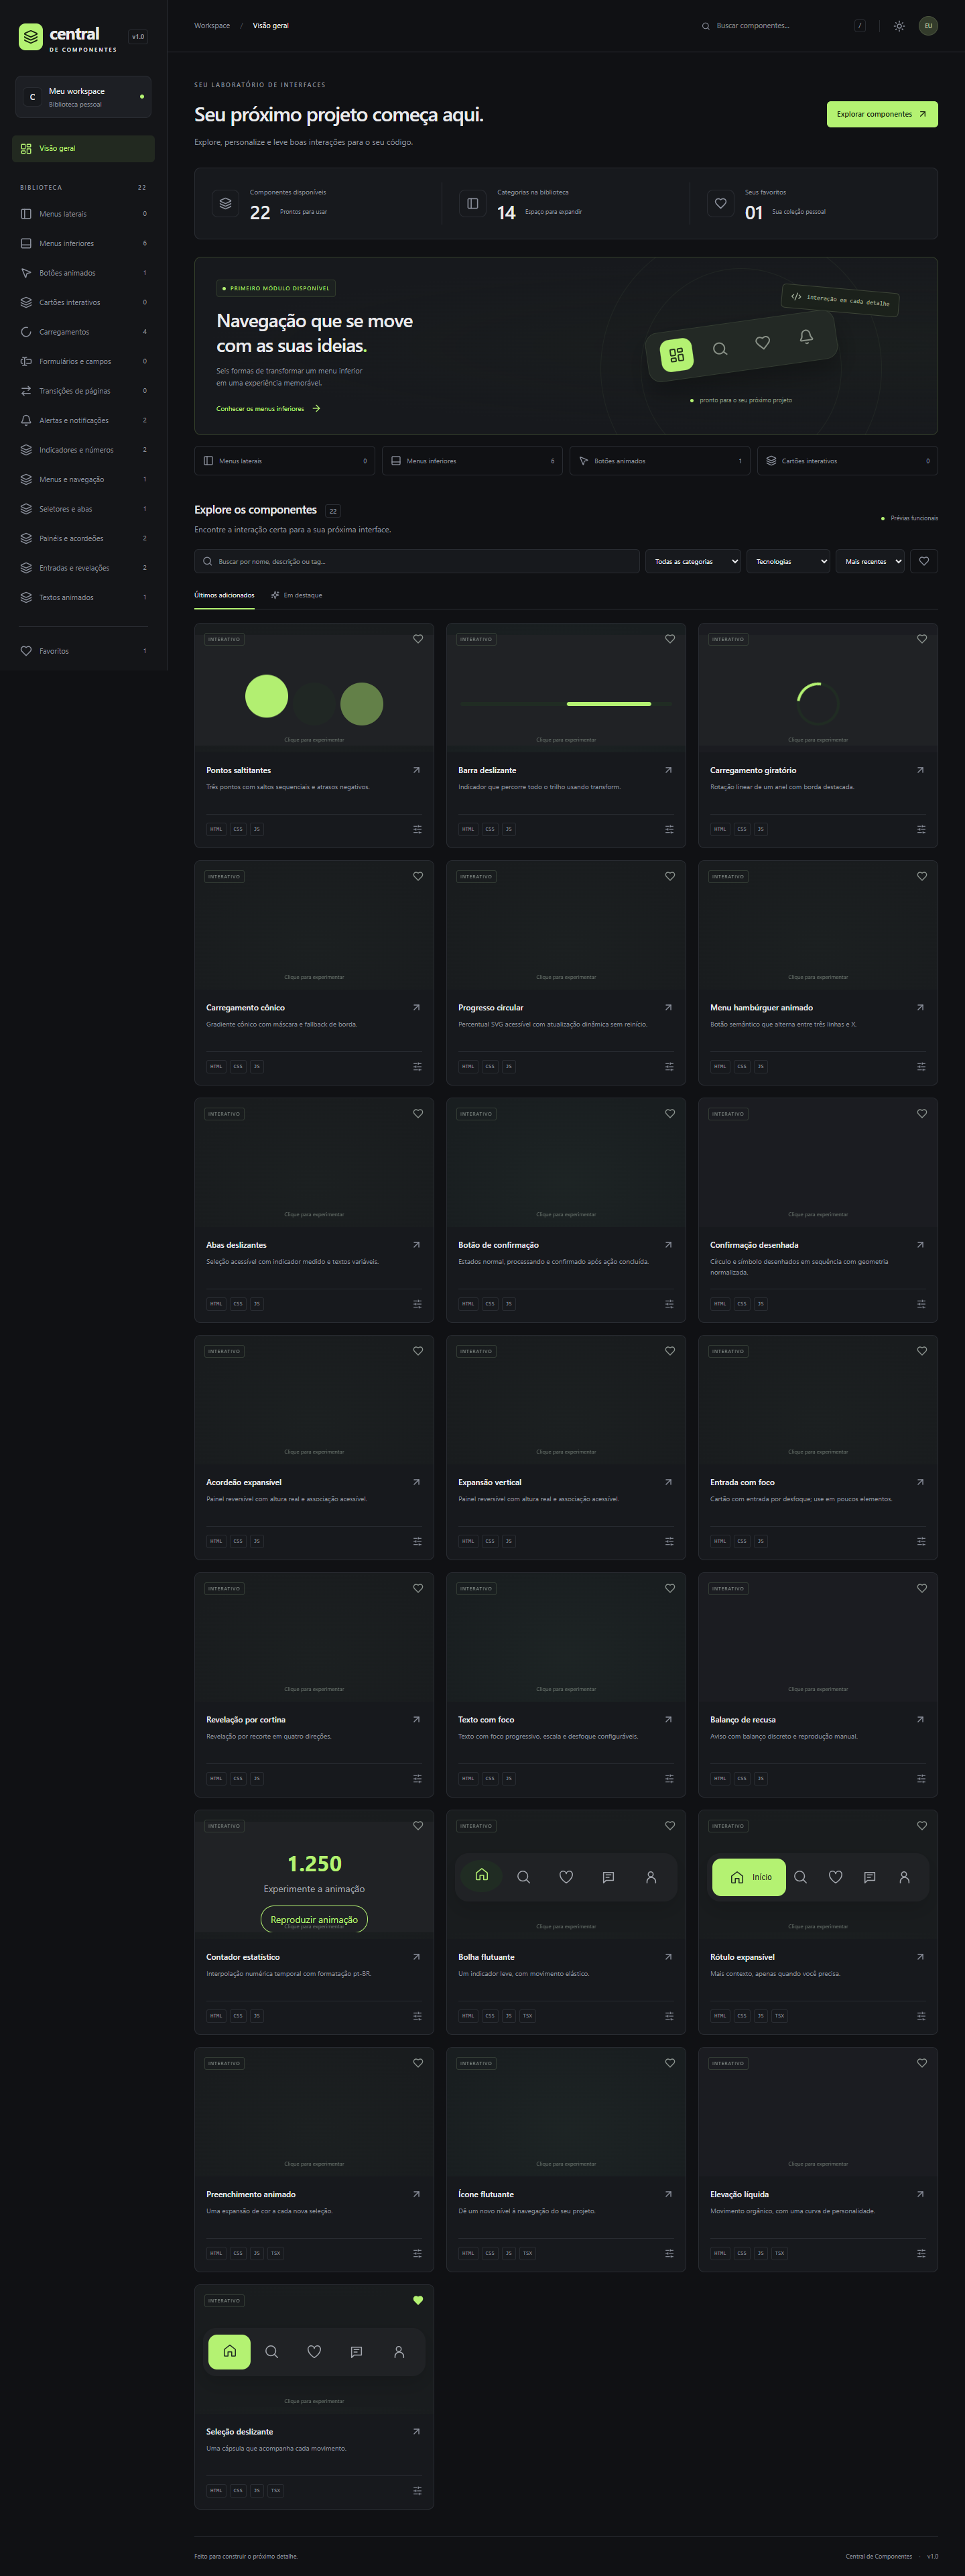 central
DE COMPONENTES
v1.0
C
Meu workspace
Biblioteca pessoal
Visão geral
BIBLIOTECA 22
Menus laterais 0
Menus inferiores 6
Botões animados 1
Cartões interativos 0
Carregamentos 4
Formulários e campos 0
Transições de páginas 0
Alertas e notificações 2
Indicadores e números 2
Menus e navegação 1
Seletores e abas 1
Painéis e acordeões 2
Entradas e revelações 2
Textos animados 1
Favoritos 1
Workspace / Visão geral
Buscar componentes... /
EU
SEU LABORATÓRIO DE INTERFACES
Seu próximo projeto começa aqui.
Explore, personalize e leve boas interações para o seu código.
Explorar componentes
Componentes disponíveis
22 Prontos para usar
Categorias na biblioteca
14 Espaço para expandir
Seus favoritos
01 Sua coleção pessoal
PRIMEIRO MÓDULO DISPONÍVEL
Navegação que se move
com as suas ideias.
Seis formas de transformar um menu inferior
em uma experiência memorável.
Conhecer os menus inferiores
interação em cada detalhe
pronto para o seu próximo projeto
Menus laterais 0
Menus inferiores 6
Botões animados 1
Cartões interativos 0
Explore os componentes 22
Encontre a interação certa para a sua próxima interface.
Prévias funcionais
Buscar por nome, descrição ou tag...
Todas as categorias
Tecnologias
Mais recentes
Últimos adicionados
Em destaque
INTERATIVO
Clique para experimentar
Pontos saltitantes
Três pontos com saltos sequenciais e atrasos negativos.
HTML CSS JS
INTERATIVO
Clique para experimentar
Barra deslizante
Indicador que percorre todo o trilho usando transform.
HTML CSS JS
INTERATIVO
Clique para experimentar
Carregamento giratório
Rotação linear de um anel com borda destacada.
HTML CSS JS
INTERATIVO
Clique para experimentar
Carregamento cônico
Gradiente cônico com máscara e fallback de borda.
HTML CSS JS
INTERATIVO
Clique para experimentar
Progresso circular
Percentual SVG acessível com atualização dinâmica sem reinício.
HTML CSS JS
INTERATIVO
Clique para experimentar
Menu hambúrguer animado
Botão semântico que alterna entre três linhas e X.
HTML CSS JS
INTERATIVO
Clique para experimentar
Abas deslizantes
Seleção acessível com indicador medido e textos variáveis.
HTML CSS JS
INTERATIVO
Clique para experimentar
Botão de confirmação
Estados normal, processando e confirmado após ação concluída.
HTML CSS JS
INTERATIVO
Clique para experimentar
Confirmação desenhada
Círculo e símbolo desenhados em sequência com geometria
normalizada.
HTML CSS JS
INTERATIVO
Clique para experimentar
Acordeão expansível
Painel reversível com altura real e associação acessível.
HTML CSS JS
INTERATIVO
Clique para experimentar
Expansão vertical
Painel reversível com altura real e associação acessível.
HTML CSS JS
INTERATIVO
Clique para experimentar
Entrada com foco
Cartão com entrada por desfoque; use em poucos elementos.
HTML CSS JS
INTERATIVO
Clique para experimentar
Revelação por cortina
Revelação por recorte em quatro direções.
HTML CSS JS
INTERATIVO
Clique para experimentar
Texto com foco
Texto com foco progressivo, escala e desfoque configuráveis.
HTML CSS JS
INTERATIVO
Clique para experimentar
Balanço de recusa
Aviso com balanço discreto e reprodução manual.
HTML CSS JS
INTERATIVO
1.250
Experimente a animação
Reproduzir animação
Clique para experimentar
Contador estatístico
Interpolação numérica temporal com formatação pt-BR.
HTML CSS JS
INTERATIVO
Clique para experimentar
Bolha flutuante
Um indicador leve, com movimento elástico.
HTML CSS JS TSX
INTERATIVO
Início
Clique para experimentar
Rótulo expansível
Mais contexto, apenas quando você precisa.
HTML CSS JS TSX
INTERATIVO
Clique para experimentar
Preenchimento animado
Uma expansão de cor a cada nova seleção.
HTML CSS JS TSX
INTERATIVO
Clique para experimentar
Ícone flutuante
Dê um novo nível à navegação do seu projeto.
HTML CSS JS TSX
INTERATIVO
Clique para experimentar
Elevação líquida
Movimento orgânico, com uma curva de personalidade.
HTML CSS JS TSX
INTERATIVO
Clique para experimentar
Seleção deslizante
Uma cápsula que acompanha cada movimento.
HTML CSS JS TSX
Feito para construir o próximo detalhe.
Central de Componentes · v1.0